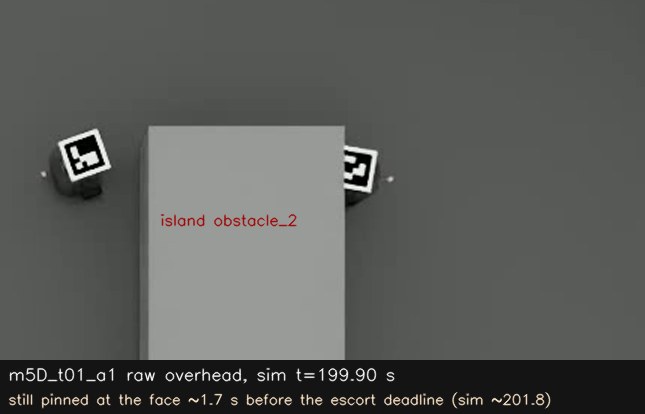 island obstacle_2
m5D_t01_a1 raw overhead, sim t=199.90 s
still pinned at the face ~1.7 s before the escort deadline (sim ~201.8)